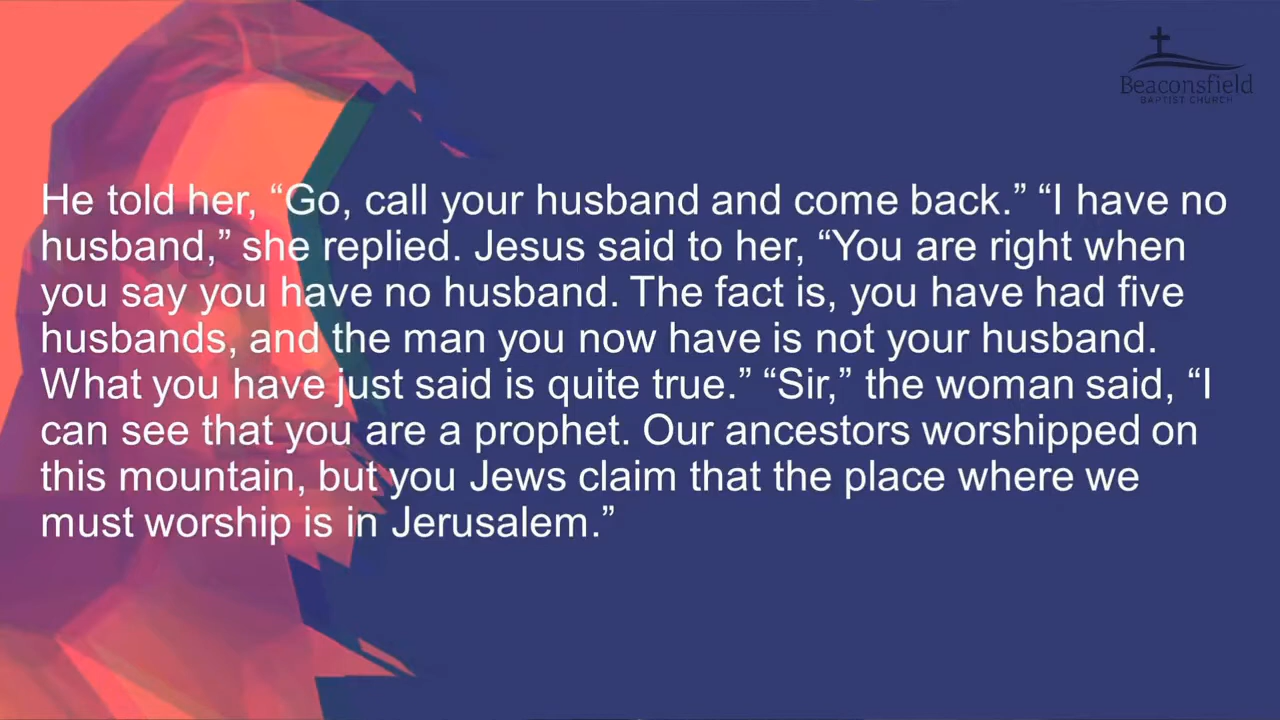 Beaconsfield
BAPTIST CHURCH
He told her, “Go, call your husband and come back.” “I have no
husband,” she replied. Jesus said to her, “You are right when
you say you have no husband. The fact is, you have had five
husbands, and the man you now have is not your husband.
What you have just said is quite true.” “Sir,” the woman said, “I
can see that you are a prophet. Our ancestors worshipped on
this mountain, but you Jews claim that the place where we
must worship is in Jerusalem.”